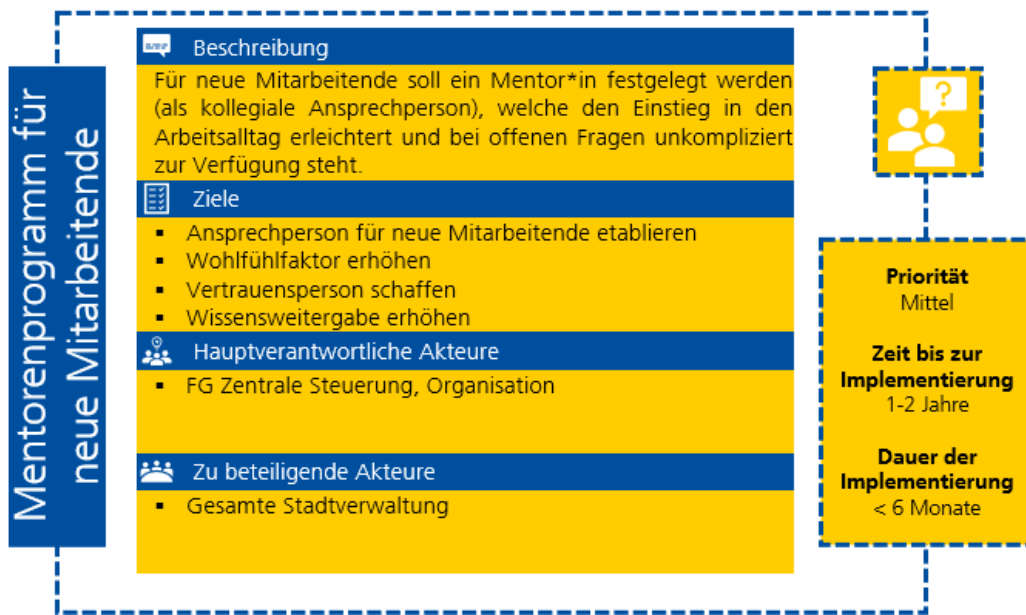 Mentorenprogramm für
neue Mitarbeitende
Beschreibung
Für neue Mitarbeitende soll ein Mentor*in festgelegt werden
(als kollegiale Ansprechperson), welche den Einstieg in den
Arbeitsalltag erleichtert und bei offenen Fragen unkompliziert
zur Verfügung steht.
Ziele
▪ Ansprechperson für neue Mitarbeitende etablieren
▪ Wohlfühlfaktor erhöhen
▪ Vertrauensperson schaffen
▪ Wissensweitergabe erhöhen
Hauptverantwortliche Akteure
▪ FG Zentrale Steuerung, Organisation
Zu beteiligende Akteure
▪ Gesamte Stadtverwaltung
?
Priorität
Mittel
Zeit bis zur
Implementierung
1-2 Jahre
Dauer der
Implementierung
< 6 Monate